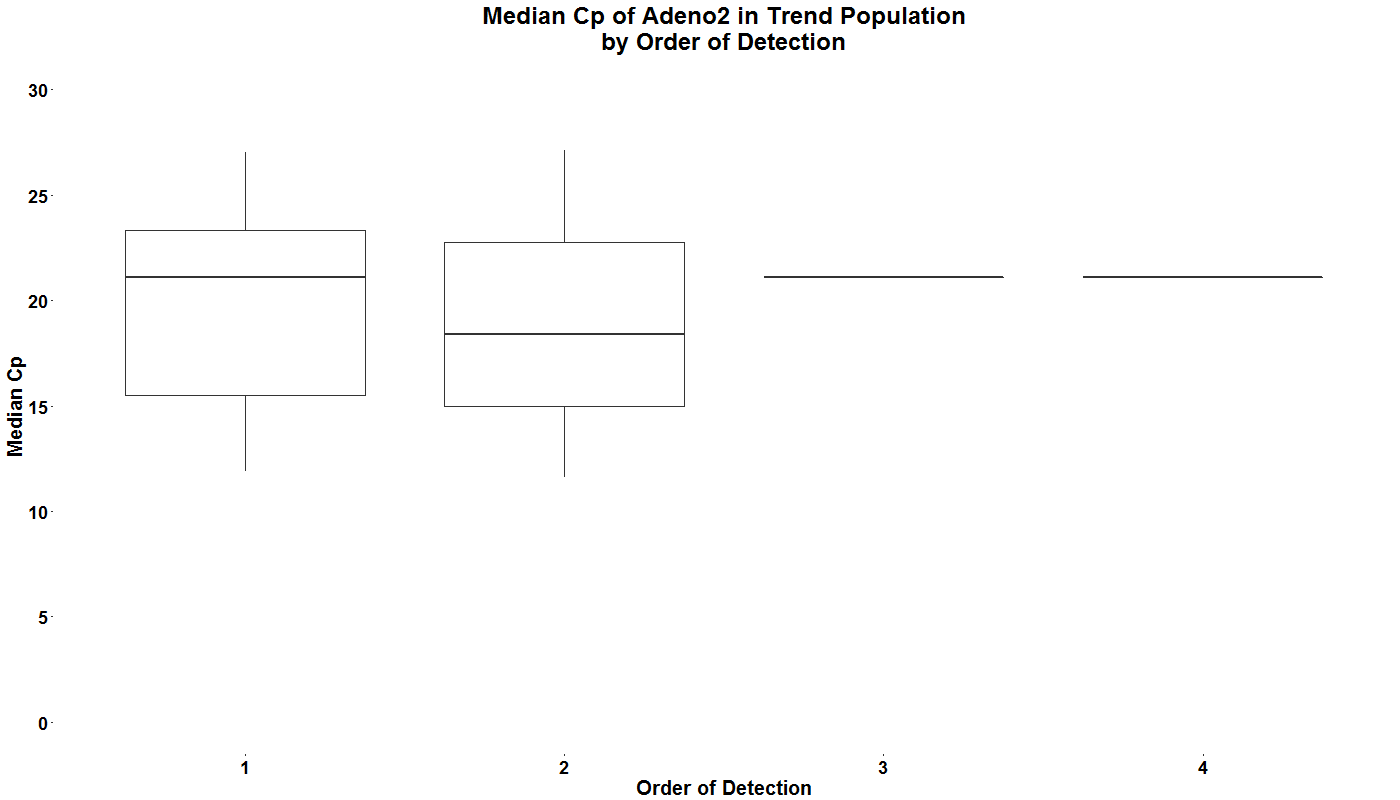 Median Cp of Adeno2 in Trend Population
by Order of Detection
30
25
20
15
10
5
0
Median Cp
1 2 3 4
Order of Detection